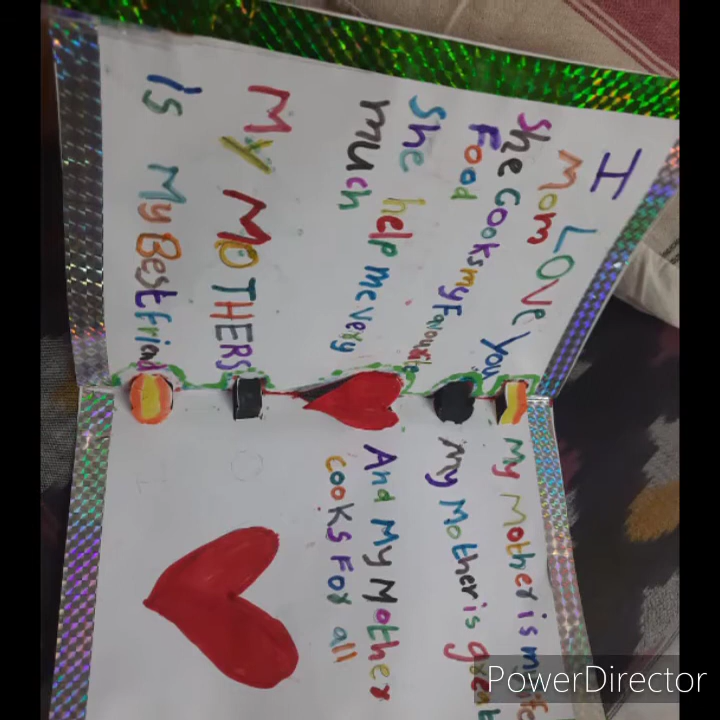 I LOVE you
mom
She Cooks my Favourite
Food
She help me very
much
My MOTHERS
is My Best Friend
My Mother is my life
My Mother is great
And My Mother
cooks For all
PowerDirector